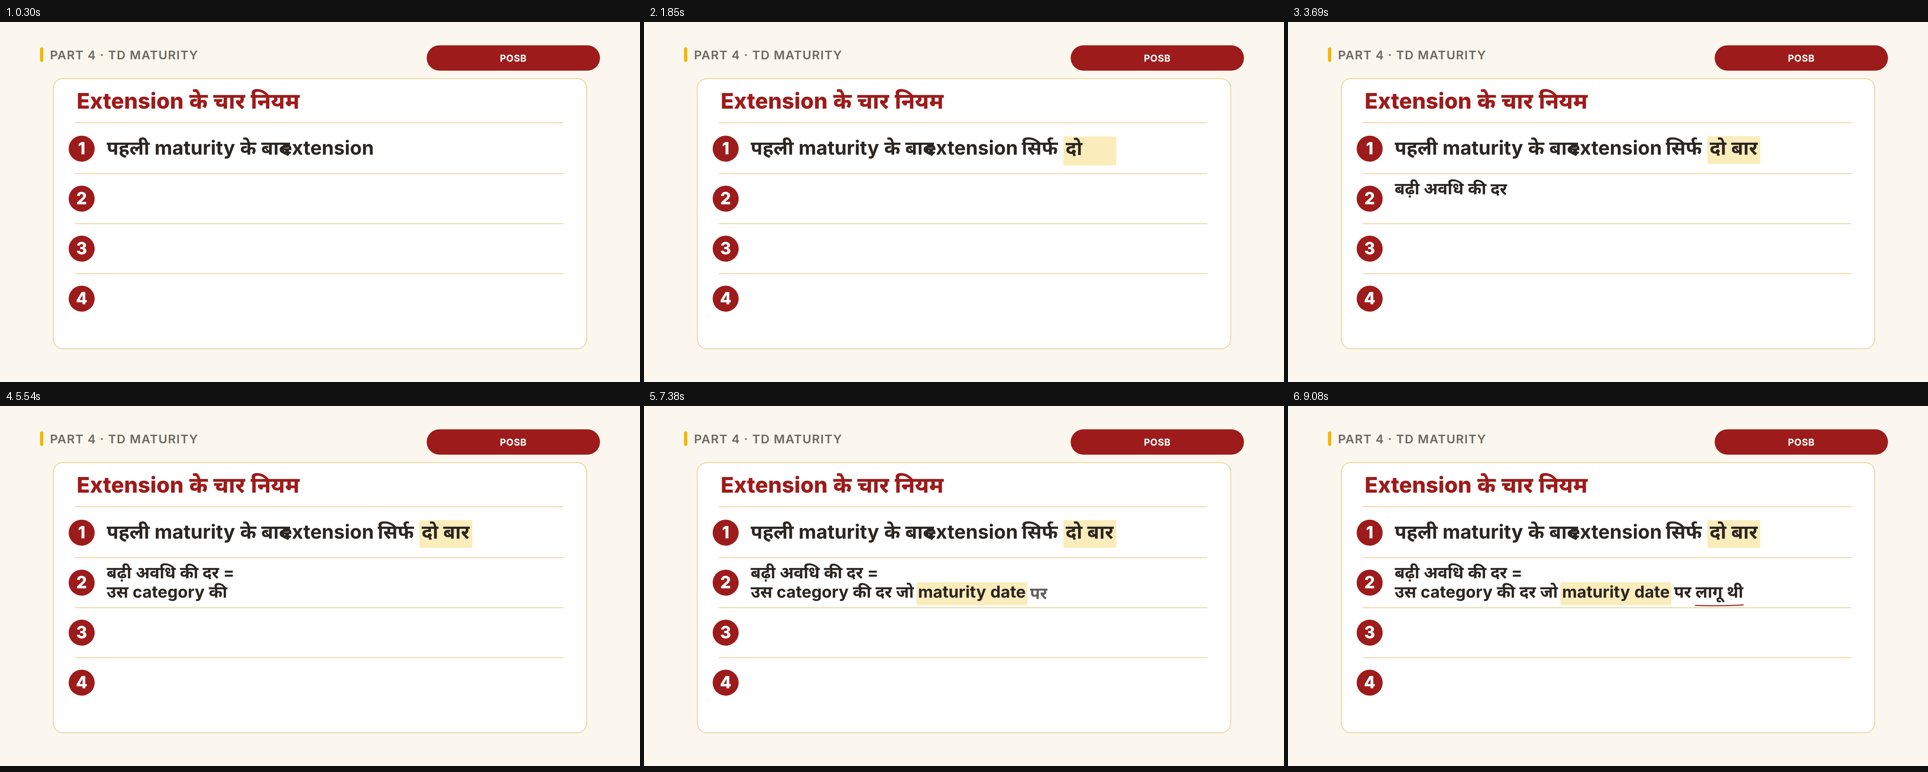 1. 0.30s
PART 4 · TD MATURITY
POSB
Extension के चार नियम
1 पहली maturity के बाद extension
2
3
4
2. 1.85s
PART 4 · TD MATURITY
POSB
Extension के चार नियम
1 पहली maturity के बाद extension सिर्फ दो
2
3
4
3. 3.69s
PART 4 · TD MATURITY
POSB
Extension के चार नियम
1 पहली maturity के बाद extension सिर्फ दो बार
2 बढ़ी अवधि की दर
3
4
4. 5.54s
PART 4 · TD MATURITY
POSB
Extension के चार नियम
1 पहली maturity के बाद extension सिर्फ दो बार
2 बढ़ी अवधि की दर =
उस category की
3
4
5. 7.38s
PART 4 · TD MATURITY
POSB
Extension के चार नियम
1 पहली maturity के बाद extension सिर्फ दो बार
2 बढ़ी अवधि की दर =
उस category की दर जो maturity date पर
3
4
6. 9.08s
PART 4 · TD MATURITY
POSB
Extension के चार नियम
1 पहली maturity के बाद extension सिर्फ दो बार
2 बढ़ी अवधि की दर =
उस category की दर जो maturity date पर लागू थी
3
4